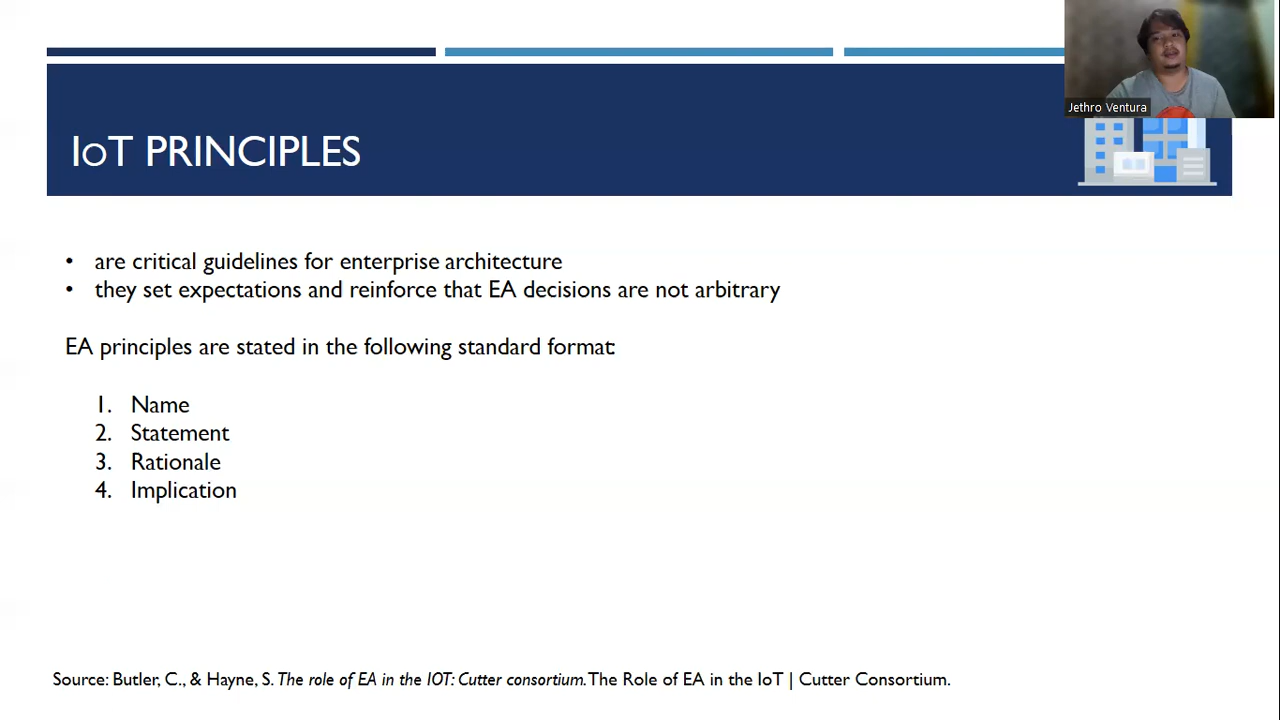 Jethro Ventura
IoT PRINCIPLES
• are critical guidelines for enterprise architecture
• they set expectations and reinforce that EA decisions are not arbitrary
EA principles are stated in the following standard format:
1. Name
2. Statement
3. Rationale
4. Implication
Source: Butler, C., & Hayne, S. The role of EA in the IOT: Cutter consortium. The Role of EA in the IoT | Cutter Consortium.